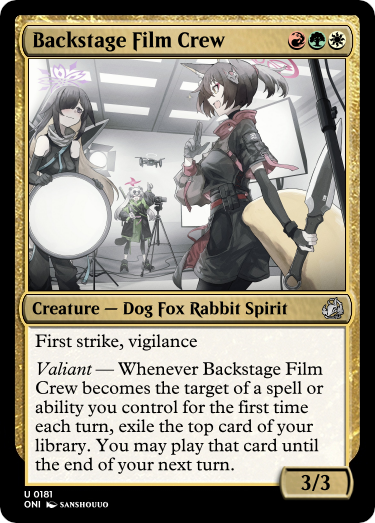 Backstage Film Crew
Creature — Dog Fox Rabbit Spirit
First strike, vigilance
Valiant — Whenever Backstage Film
Crew becomes the target of a spell or
ability you control for the first time
each turn, exile the top card of your
library. You may play that card until
the end of your next turn.
3/3
U 0181
ONI SANSHOUUO